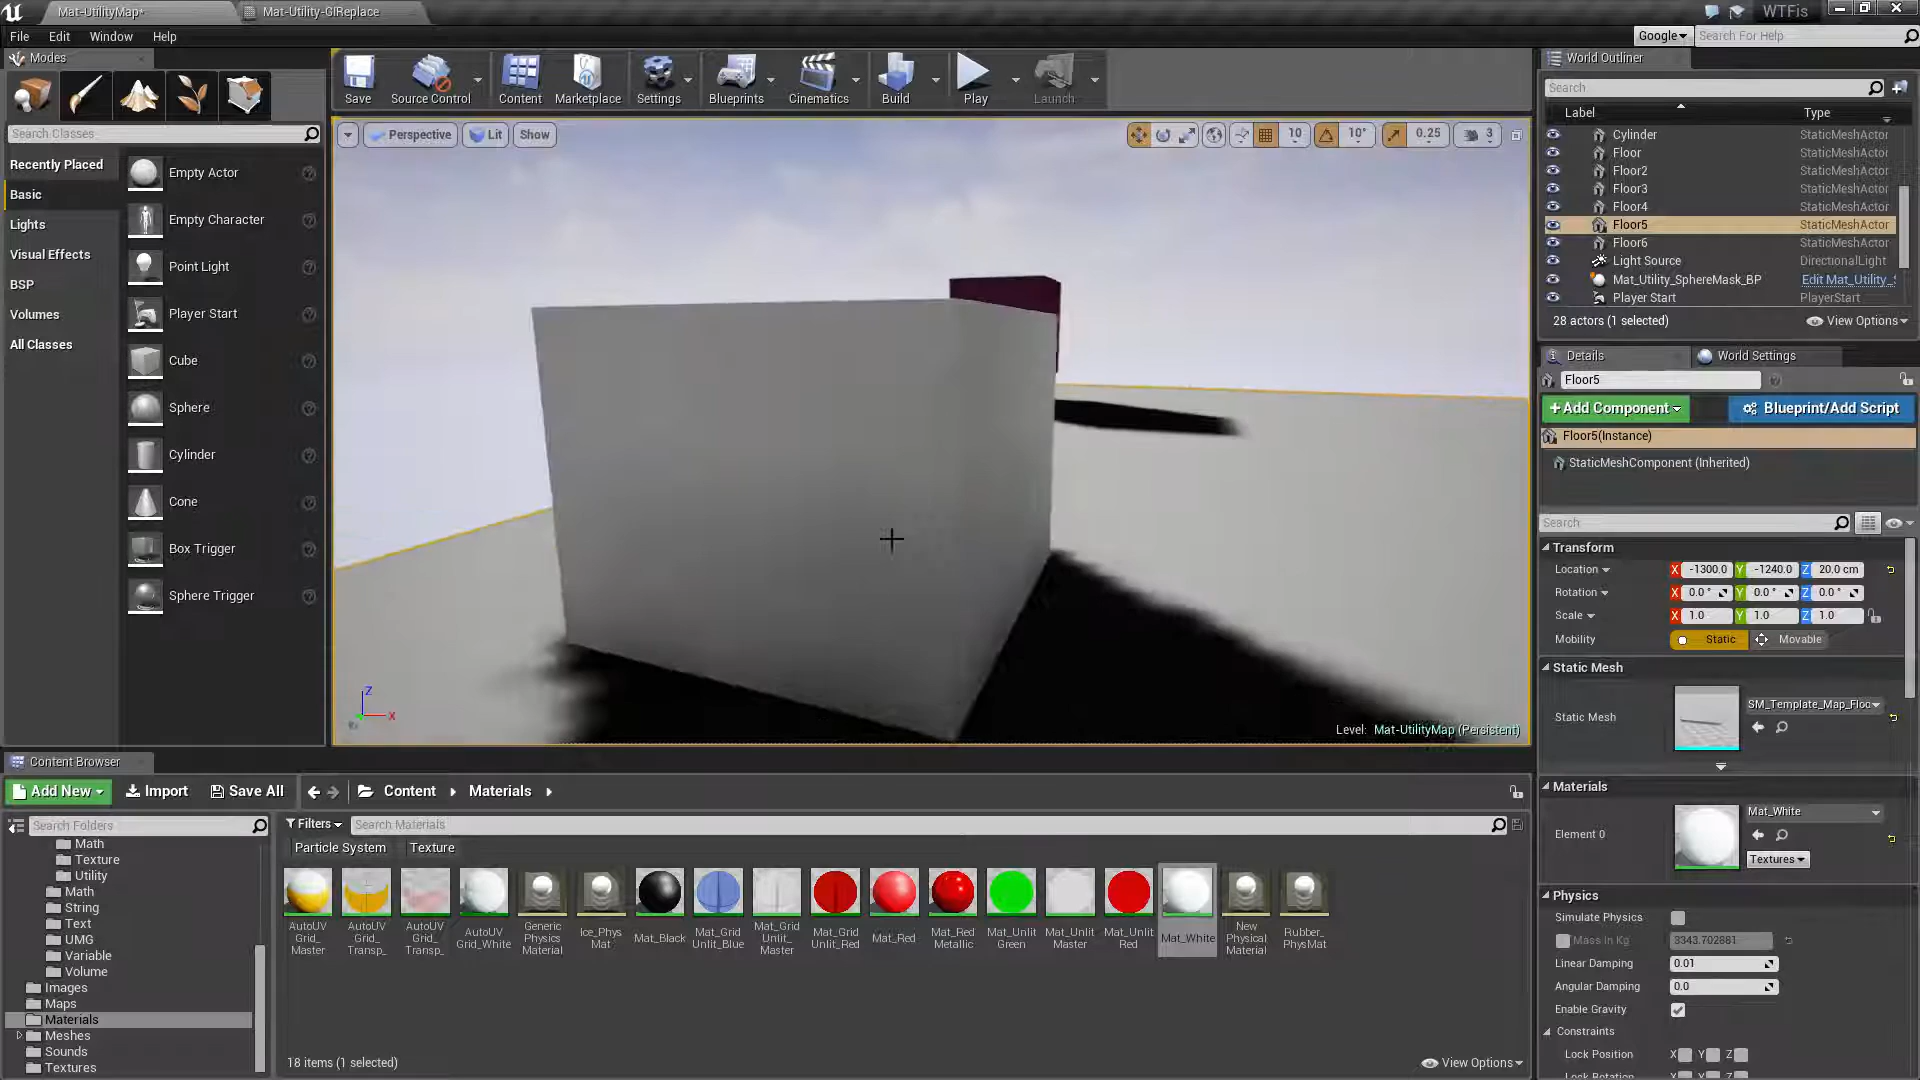 Mat-UtilityMap*
Mat-Utility-GIReplace
WTFis
File
Edit
Window
Help
Google
Search For Help
Modes
Search Classes
Recently Placed
Basic
Lights
Visual Effects
BSP
Volumes
All Classes
Empty Actor
Empty Character
Point Light
Player Start
Cube
Sphere
Cylinder
Cone
Box Trigger
Sphere Trigger
Save
Source Control
Content
Marketplace
Settings
Blueprints
Cinematics
Build
Play
Launch
Perspective
Lit
Show
10
10°
0.25
3
Z
X
Level: Mat-UtilityMap (Persistent)
World Outliner
Search
Label
Type
Cylinder StaticMeshActor
Floor StaticMeshActor
Floor2 StaticMeshActor
Floor3 StaticMeshActor
Floor4 StaticMeshActor
Floor5 StaticMeshActor
Floor6 StaticMeshActor
Light Source DirectionalLight
Mat_Utility_SphereMask_BP Edit Mat_Utility_
Player Start PlayerStart
28 actors (1 selected)
View Options
Details
World Settings
Floor5
+Add Component
Blueprint/Add Script
Floor5(Instance)
StaticMeshComponent (Inherited)
Search
Transform
Location X -1300.0 Y -1240.0 Z 20.0 cm
Rotation X 0.0° Y 0.0° Z 0.0°
Scale X 1.0 Y 1.0 Z 1.0
Mobility Static Movable
Static Mesh
Static Mesh
SM_Template_Map_Floo
Materials
Element 0
Mat_White
Textures
Physics
Simulate Physics
Mass in Kg 3343.702881
Linear Damping 0.01
Angular Damping 0.0
Enable Gravity
Constraints
Lock Position X Y Z
Lock Rotation X Y Z
Content Browser
Add New
Import
Save All
Content
Materials
Search Folders
Filters
Search Materials
Particle System
Texture
Math
Texture
Utility
Math
String
Text
UMG
Variable
Volume
Images
Maps
Materials
Meshes
Sounds
Textures
AutoUV Grid_ Master
AutoUV Grid_ Transp_
AutoUV Grid_ Transp_
AutoUV Grid_White
Generic Physics Material
Ice_Phys Mat
Mat_Black
Mat_Grid Unlit_Blue
Mat_Grid Unlit_ Master
Mat_Grid Unlit_Red
Mat_Red
Mat_Red Metallic
Mat_Unlit Green
Mat_Unlit Master
Mat_Unlit Red
Mat_White
New Physical Material
Rubber_ PhysMat
18 items (1 selected)
View Options